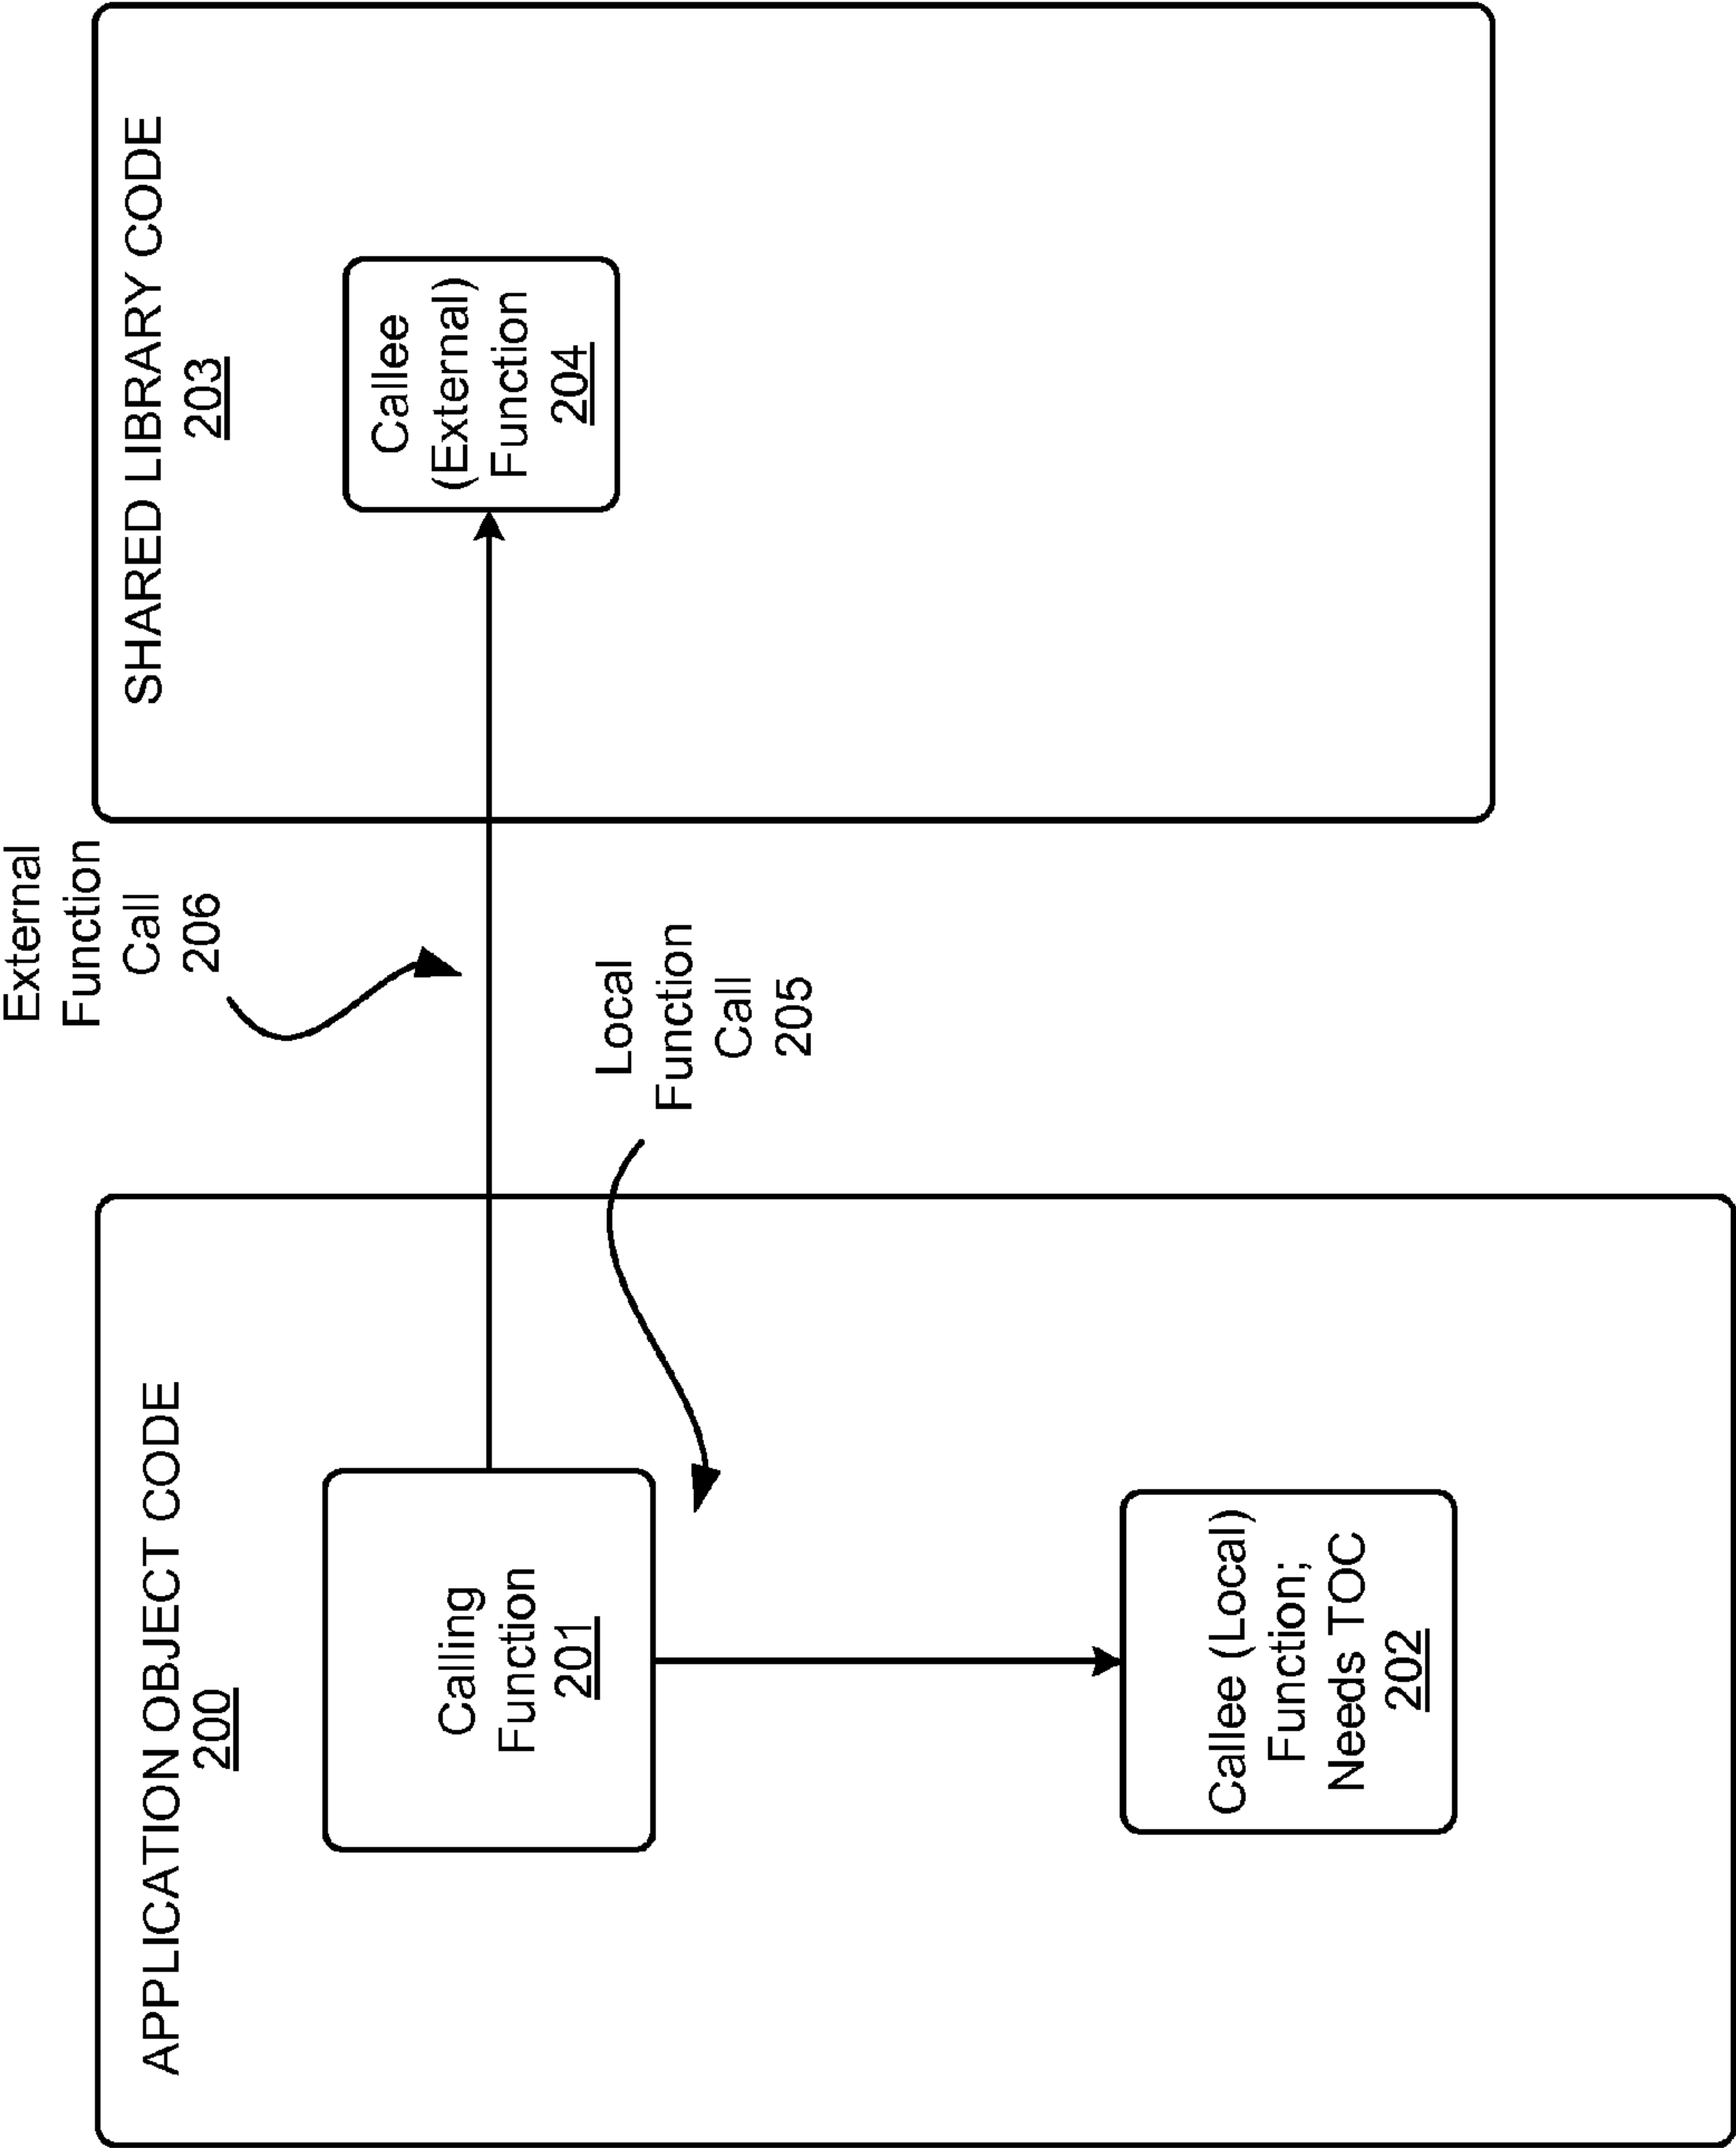 APPLICATION OBJECT CODE
200
Calling
Function
201
Callee (Local)
Function;
Needs TOC
202
External
Function
Call
206
Local
Function
Call
205
SHARED LIBRARY CODE
203
Callee
(External)
Function
204